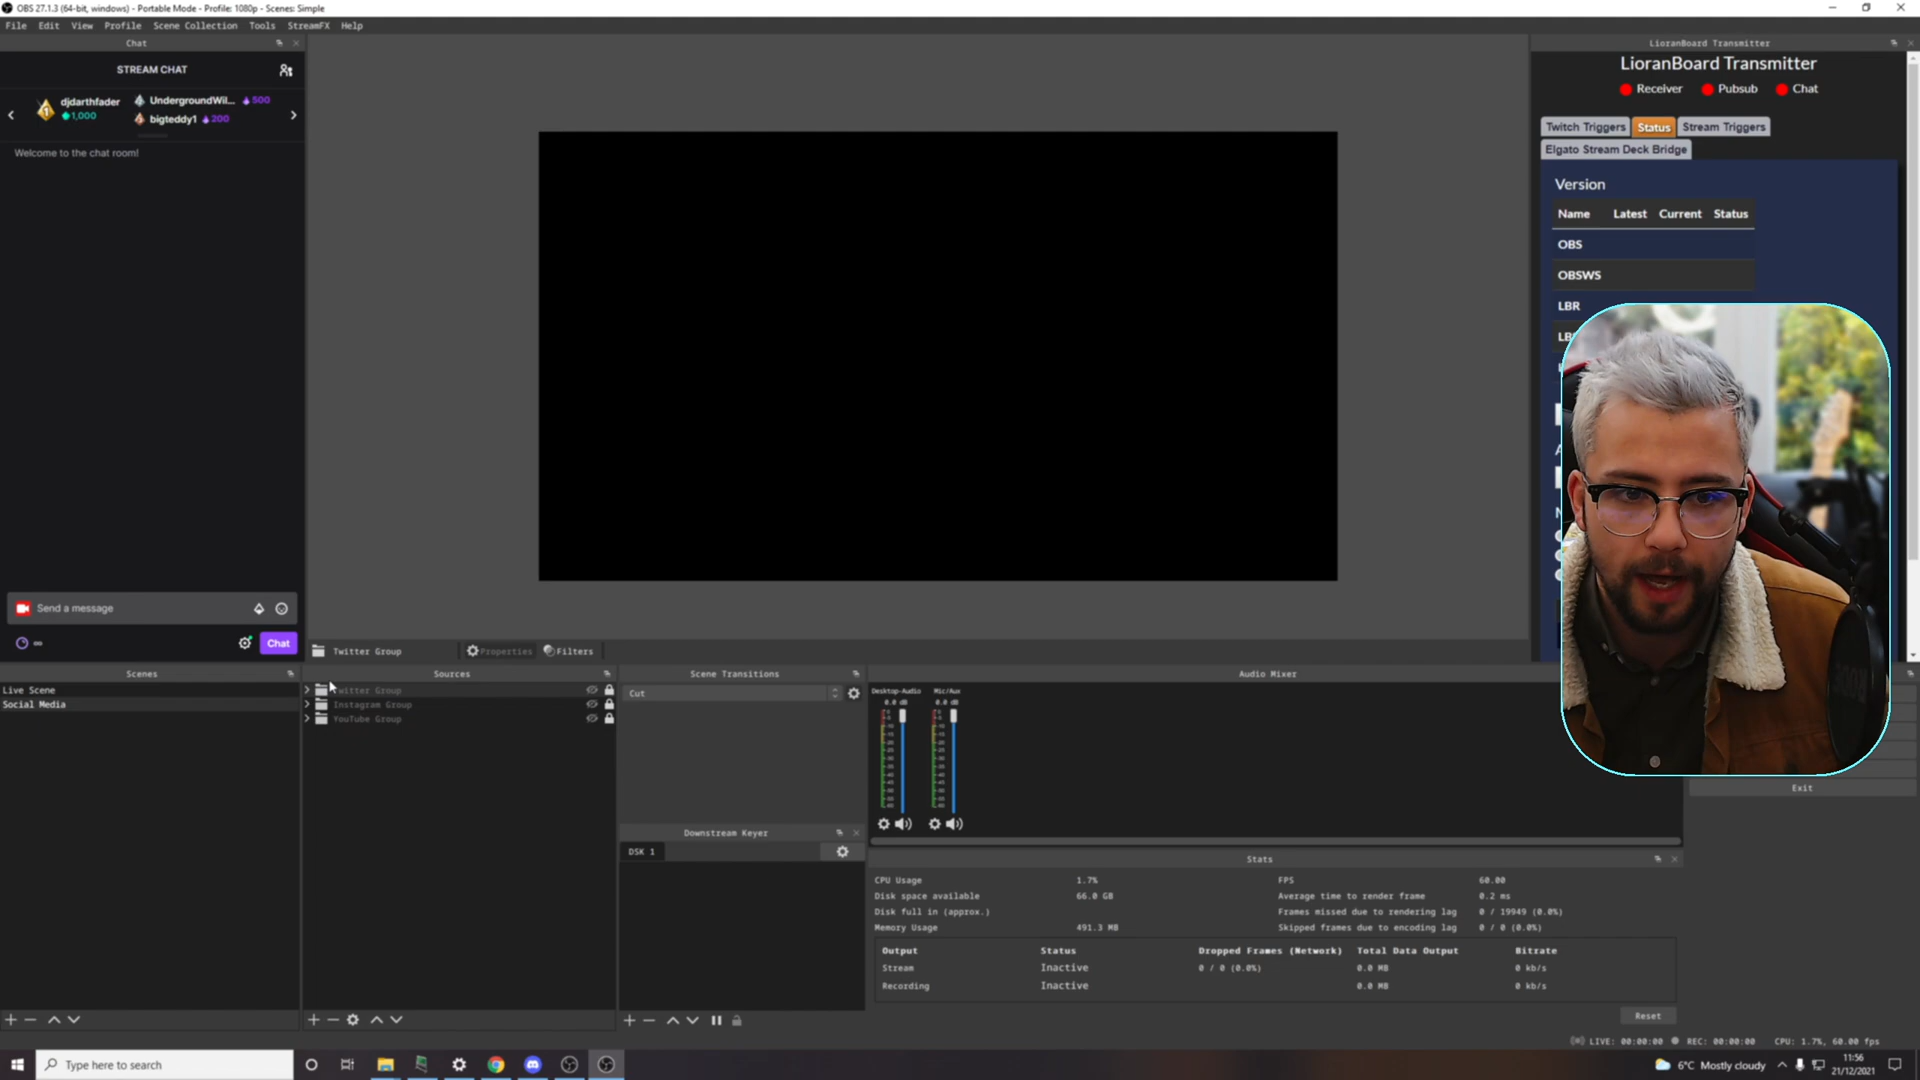 OBS 27.1.3 (64-bit, windows) - Portable Mode - Profile: 1080p - Scenes: Simple
File Edit View Profile Scene Collection Tools StreamFX Help
Chat
LioranBoard Transmitter
STREAM CHAT
djdarthfader
1,000
UndergroundWil... 500
bigteddy1 200
Welcome to the chat room!
LioranBoard Transmitter
Receiver Pubsub Chat
Twitch Triggers Status Stream Triggers
Elgato Stream Deck Bridge
Version
Name Latest Current Status
OBS
OBSWS
LBR
Send a message
Chat
Twitter Group Properties Filters
Scenes
Live Scene
Social Media
Sources
Twitter Group
Instagram Group
YouTube Group
Scene Transitions
Cut
Downstream Keyer
DSK 1
Audio Mixer
Desktop-Audio Mic/Aux
0.0 dB 0.0 dB
Exit
Stats
CPU Usage 1.7% FPS 60.00
Disk space available 66.0 GB Average time to render frame 0.2 ms
Disk full in (approx.) Frames missed due to rendering lag 0 / 19949 (0.0%)
Memory Usage 491.3 MB Skipped frames due to encoding lag 0 / 0 (0.0%)
Output Status Dropped Frames (Network) Total Data Output Bitrate
Stream Inactive 0 / 0 (0.0%) 0.0 MB 0 kb/s
Recording Inactive 0.0 MB 0 kb/s
Reset
LIVE: 00:00:00 REC: 00:00:00 CPU: 1.7%, 60.00 fps
Type here to search
6°C Mostly cloudy
11:56
21/12/2021